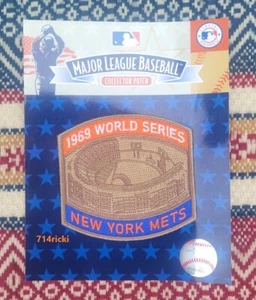 MAJOR LEAGUE BASEBALL
COLLECTOR PATCH
1969 WORLD SERIES
NEW YORK METS
714ricki